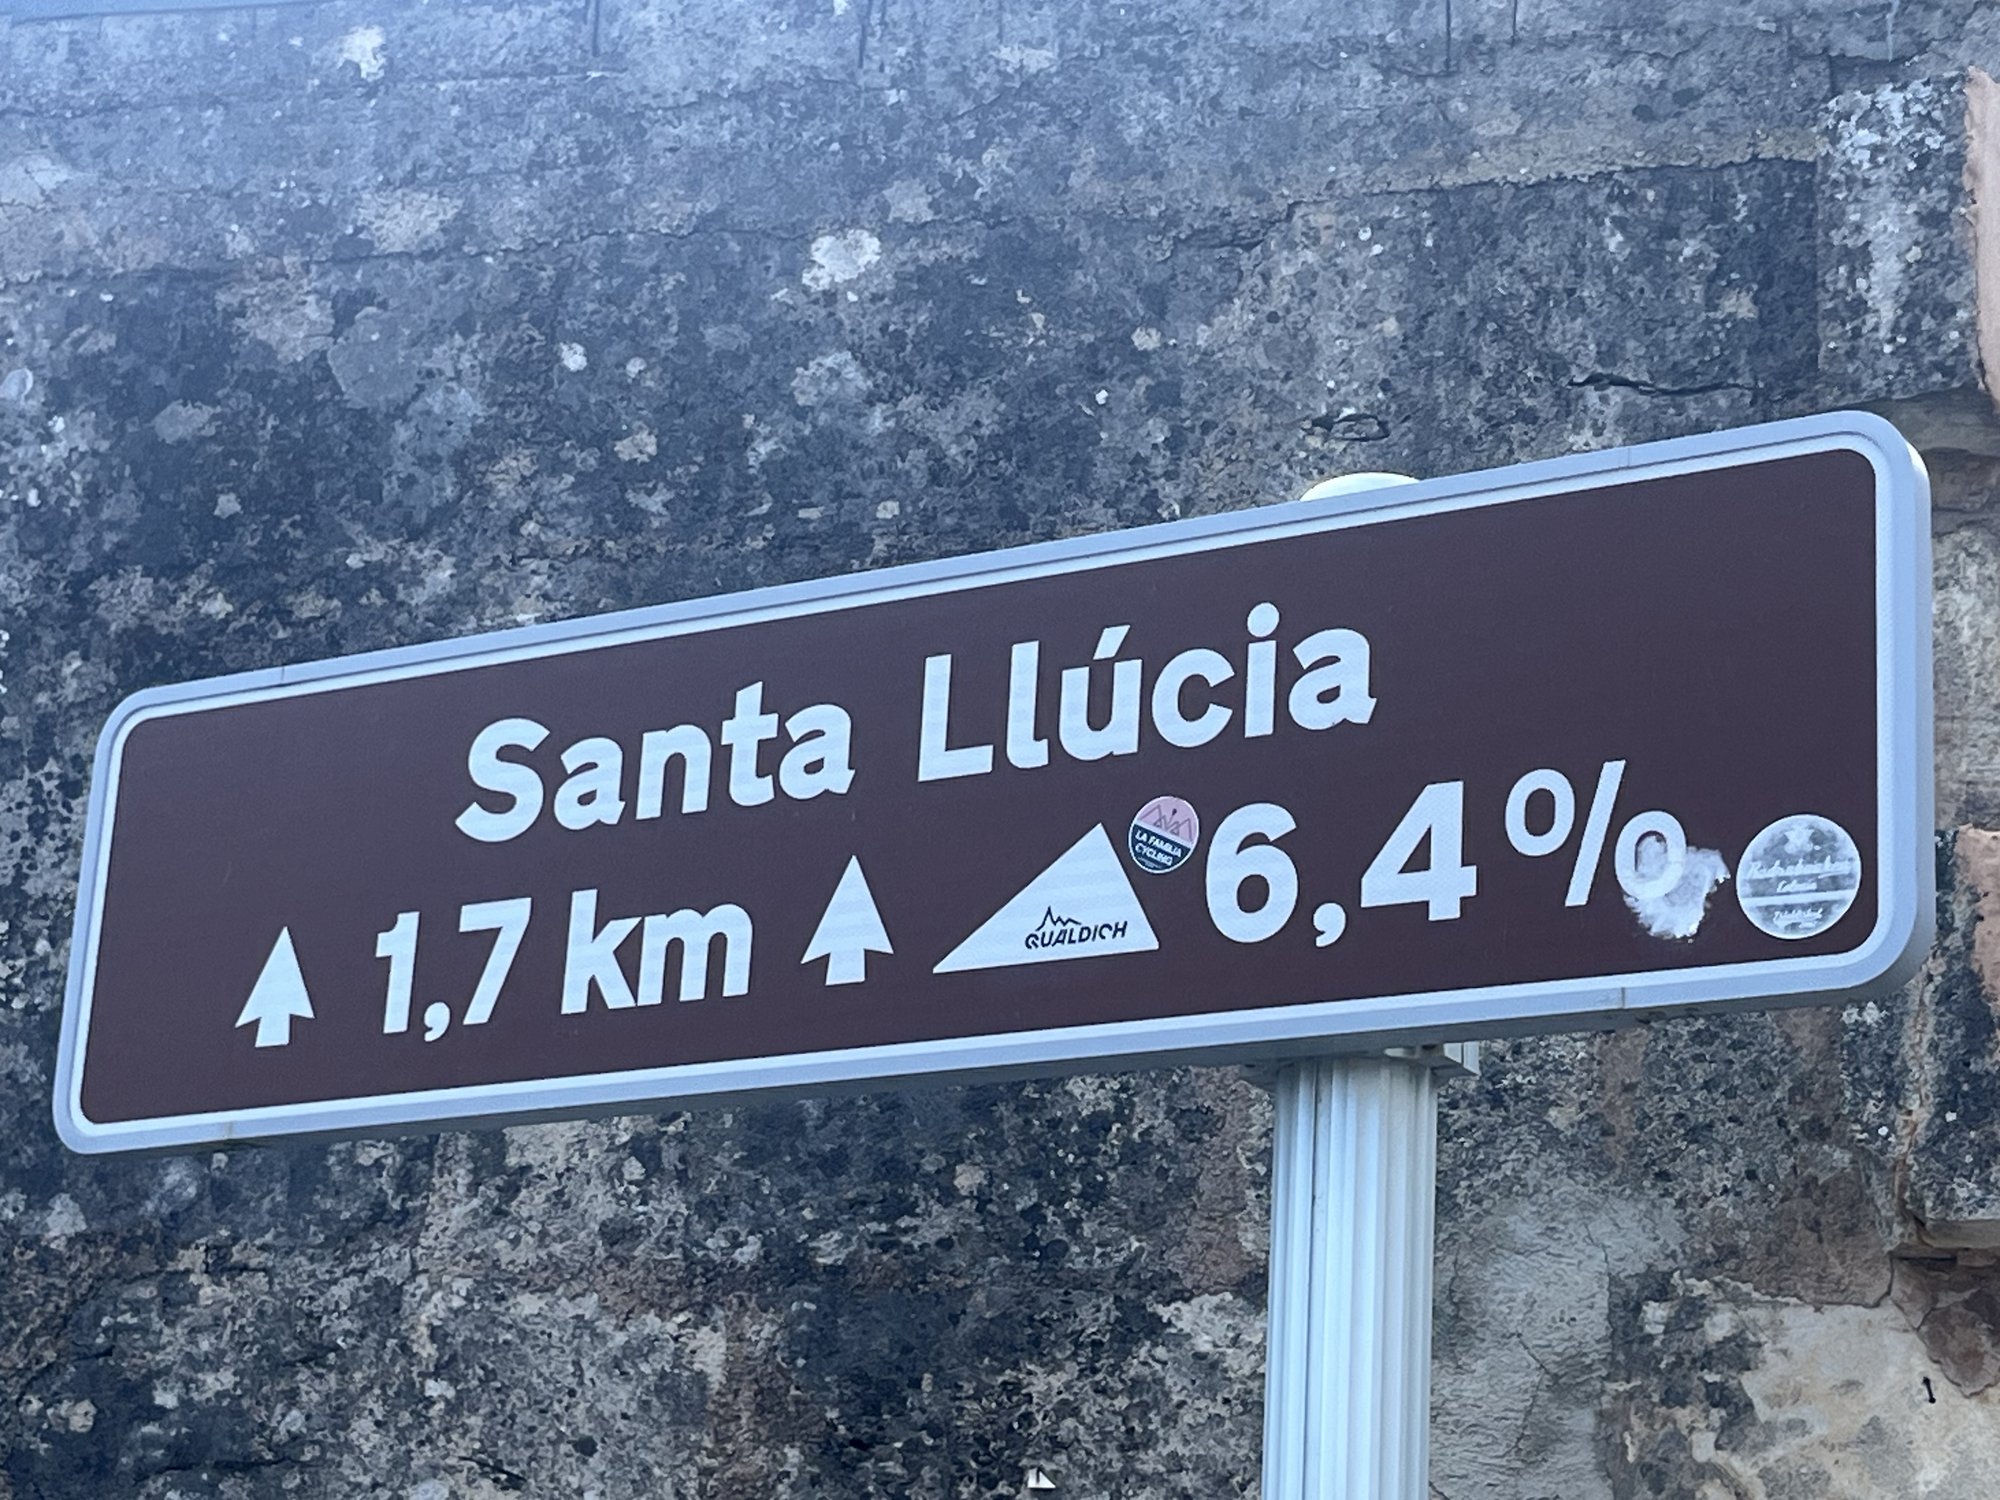 Santa Llúcia
1,7 km
6,4%
LA FAMILIA
CYCLING
QUALDICH